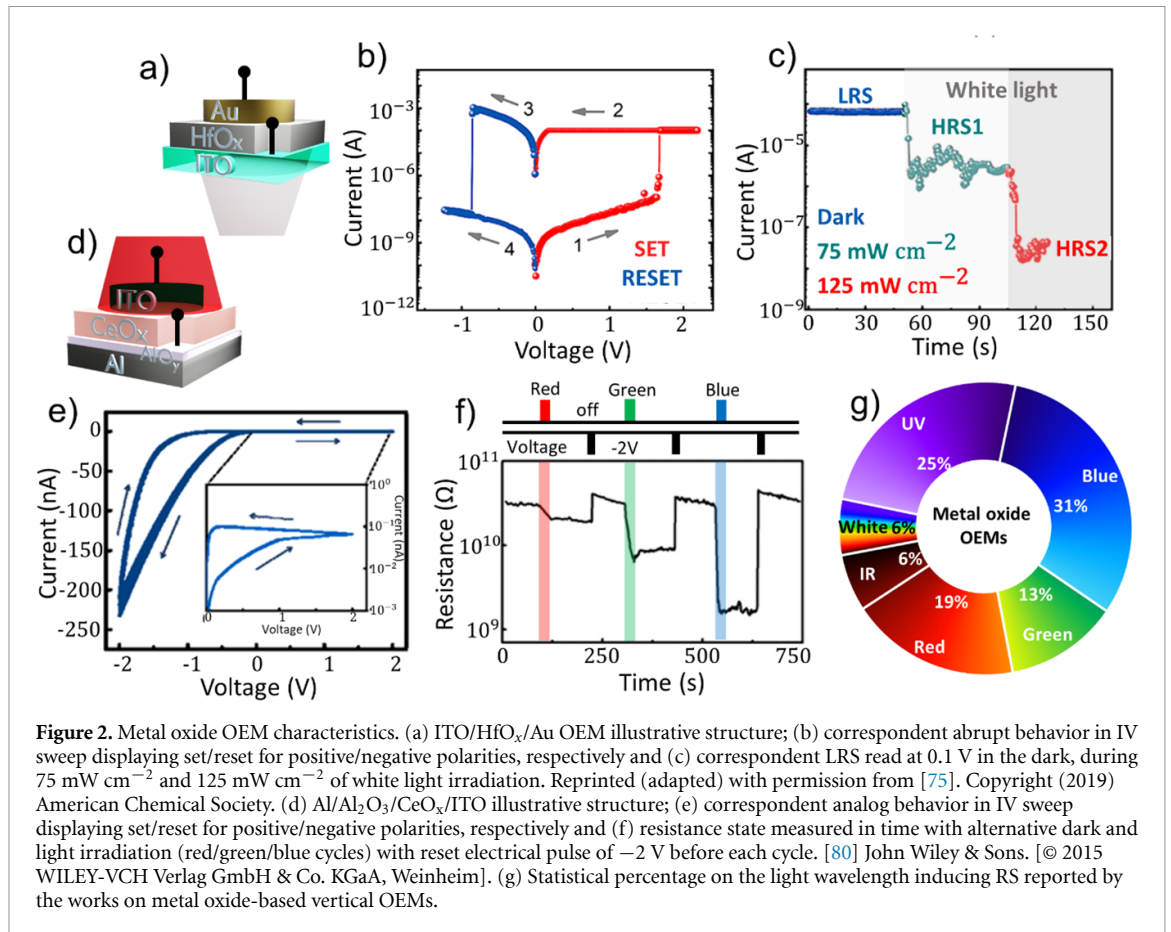 a)
Au
HfOx
ITO
b)
Current (A)
10⁻³
10⁻⁶
10⁻⁹
10⁻¹²
3
2
1
4
SET
RESET
-1
0
1
2
Voltage (V)
c)
White light
LRS
HRS1
HRS2
Dark
75 mW cm⁻²
125 mW cm⁻²
Current (A)
10⁻⁵
10⁻⁷
10⁻⁹
0
30
60
90
120
150
Time (s)
d)
ITO
CeOx
AlOy
Al
e)
Current (nA)
0
-50
-100
-150
-200
-250
-2
-1
0
1
2
Voltage (V)
10⁰
10⁻¹
10⁻²
10⁻³
Current (nA)
0
1
2
Voltage (V)
f)
Red
Green
Blue
off
Voltage
-2V
Resistance (Ω)
10¹¹
10¹⁰
10⁹
0
250
500
750
Time (s)
g)
UV
25%
Blue
31%
White 6%
Metal oxide
OEMs
IR
6%
19%
13%
Red
Green
Figure 2. Metal oxide OEM characteristics. (a) ITO/HfOₓ/Au OEM illustrative structure; (b) correspondent abrupt behavior in IV
sweep displaying set/reset for positive/negative polarities, respectively and (c) correspondent LRS read at 0.1 V in the dark, during
75 mW cm⁻² and 125 mW cm⁻² of white light irradiation. Reprinted (adapted) with permission from [75]. Copyright (2019)
American Chemical Society. (d) Al/Al₂O₃/CeOₓ/ITO illustrative structure; (e) correspondent analog behavior in IV sweep
displaying set/reset for positive/negative polarities, respectively and (f) resistance state measured in time with alternative dark and
light irradiation (red/green/blue cycles) with reset electrical pulse of −2 V before each cycle. [80] John Wiley & Sons. [© 2015
WILEY-VCH Verlag GmbH & Co. KGaA, Weinheim]. (g) Statistical percentage on the light wavelength inducing RS reported by
the works on metal oxide-based vertical OEMs.